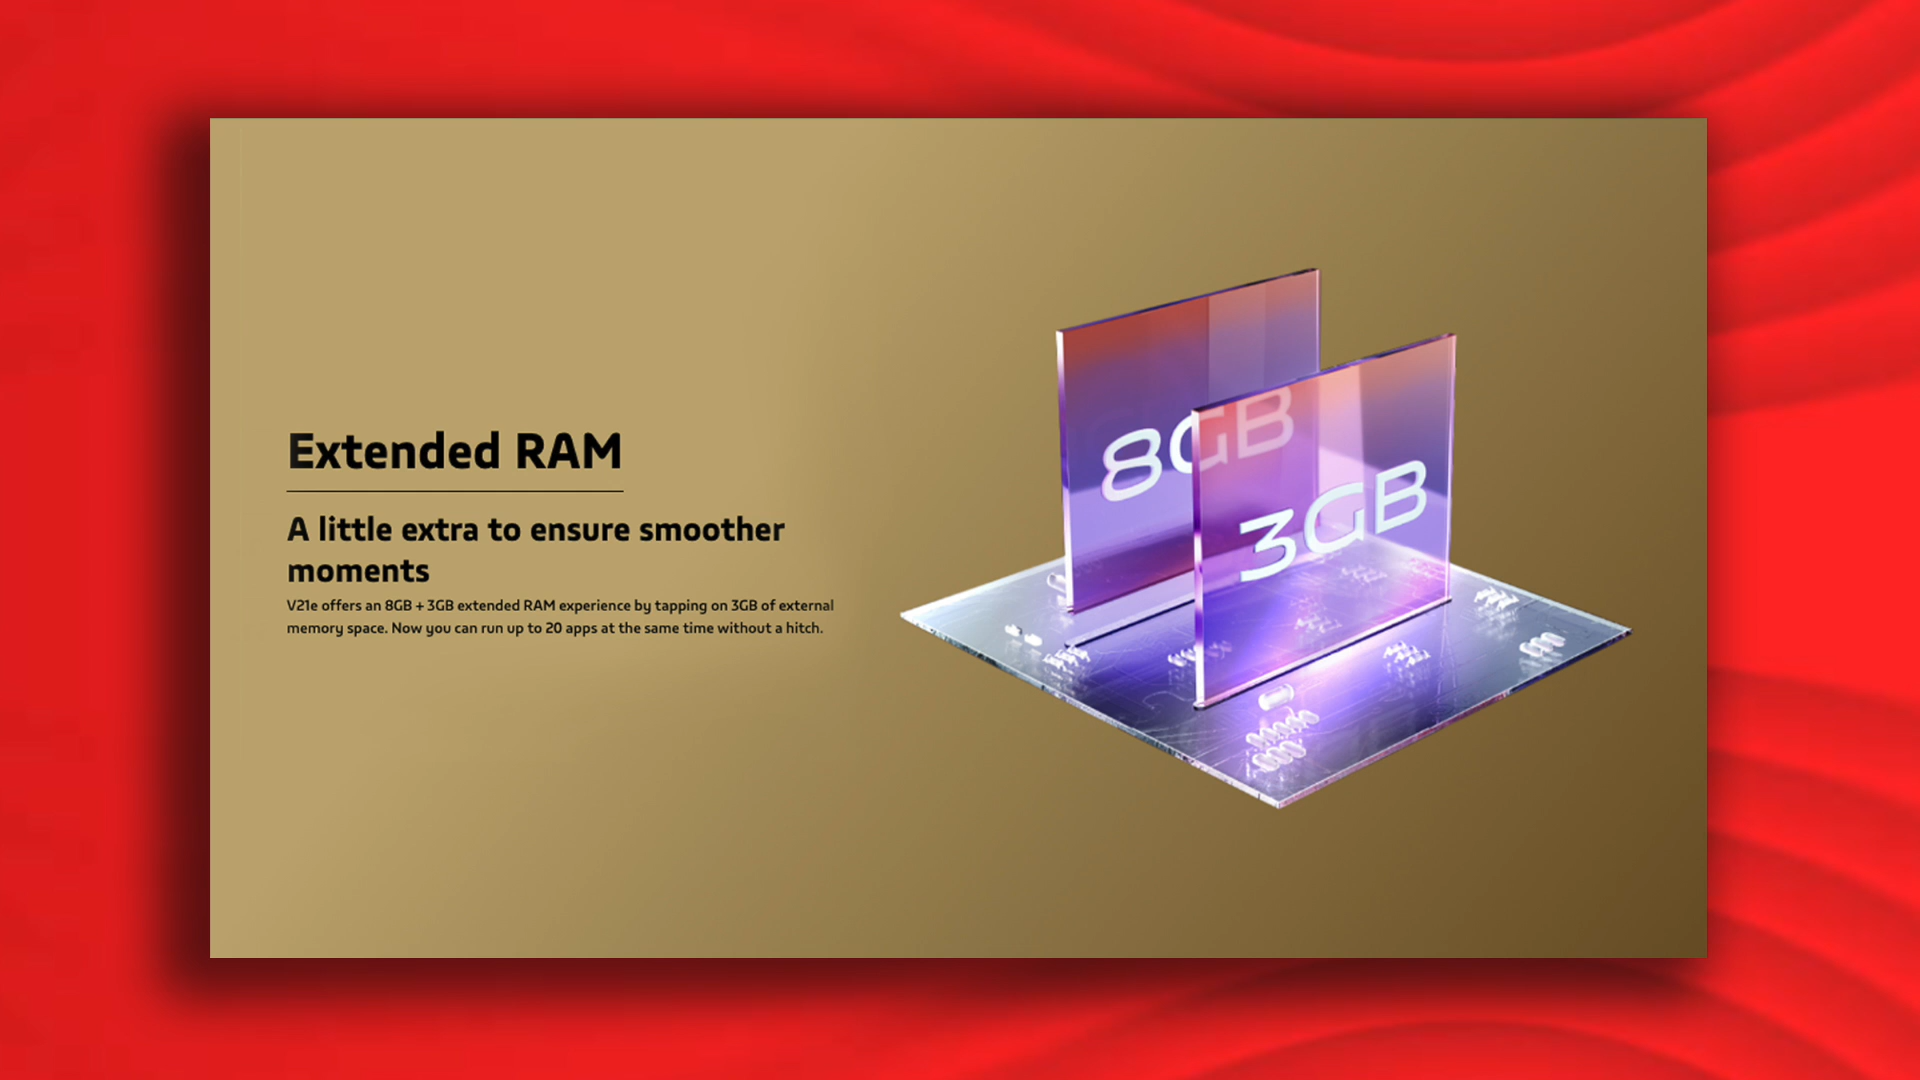 Extended RAM
A little extra to ensure smoother
moments
V21e offers an 8GB + 3GB extended RAM experience by tapping on 3GB of external
memory space. Now you can run up to 20 apps at the same time without a hitch.
8GB
3GB